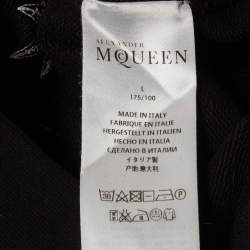 ALEXANDER
McQUEEN
L
175/100
MADE IN ITALY
FABRIQUE EN ITALIE
HERGESTELLT IN ITALIEN
HECHO EN ITALIA
СДЕЛАНО В ИТАЛИИ
イタリア製
产地:意大利